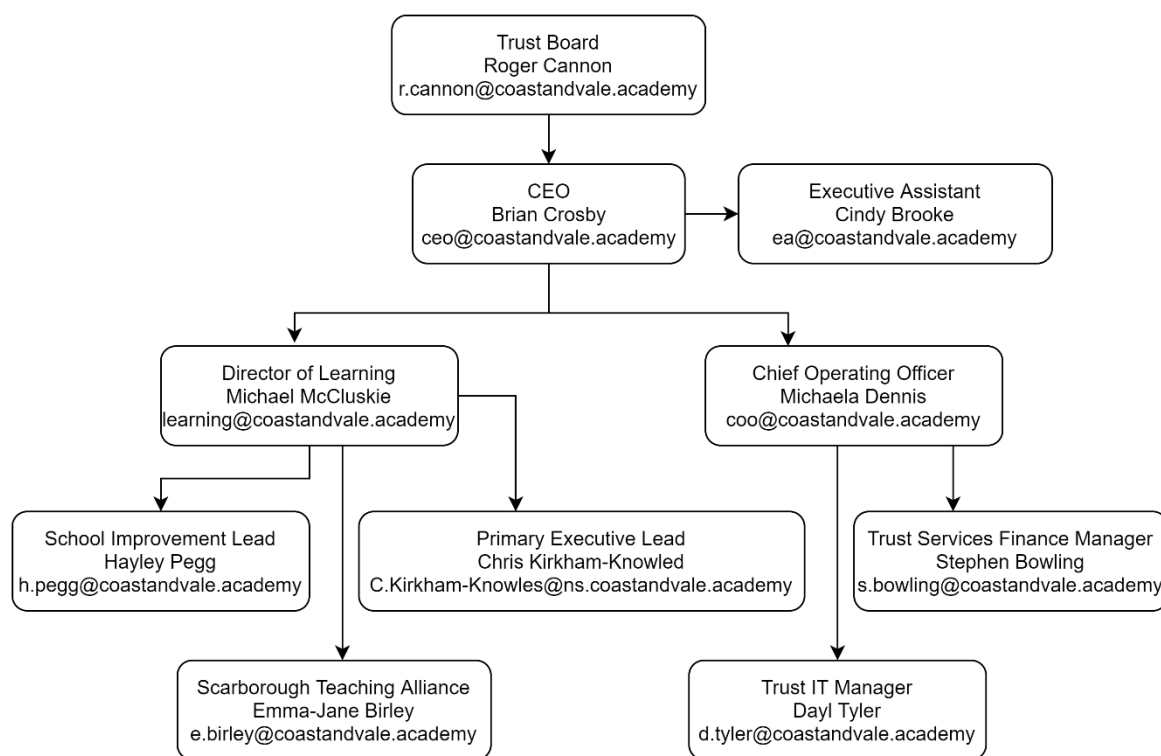 Trust Board
Roger Cannon
r.cannon@coastandvale.academy
CEO
Brian Crosby
ceo@coastandvale.academy
Executive Assistant
Cindy Brooke
ea@coastandvale.academy
Director of Learning
Michael McCluskie
learning@coastandvale.academy
Chief Operating Officer
Michaela Dennis
coo@coastandvale.academy
School Improvement Lead
Hayley Pegg
h.pegg@coastandvale.academy
Primary Executive Lead
Chris Kirkham-Knowled
C.Kirkham-Knowles@ns.coastandvale.academy
Trust Services Finance Manager
Stephen Bowling
s.bowling@coastandvale.academy
Scarborough Teaching Alliance
Emma-Jane Birley
e.birley@coastandvale.academy
Trust IT Manager
Dayl Tyler
d.tyler@coastandvale.academy